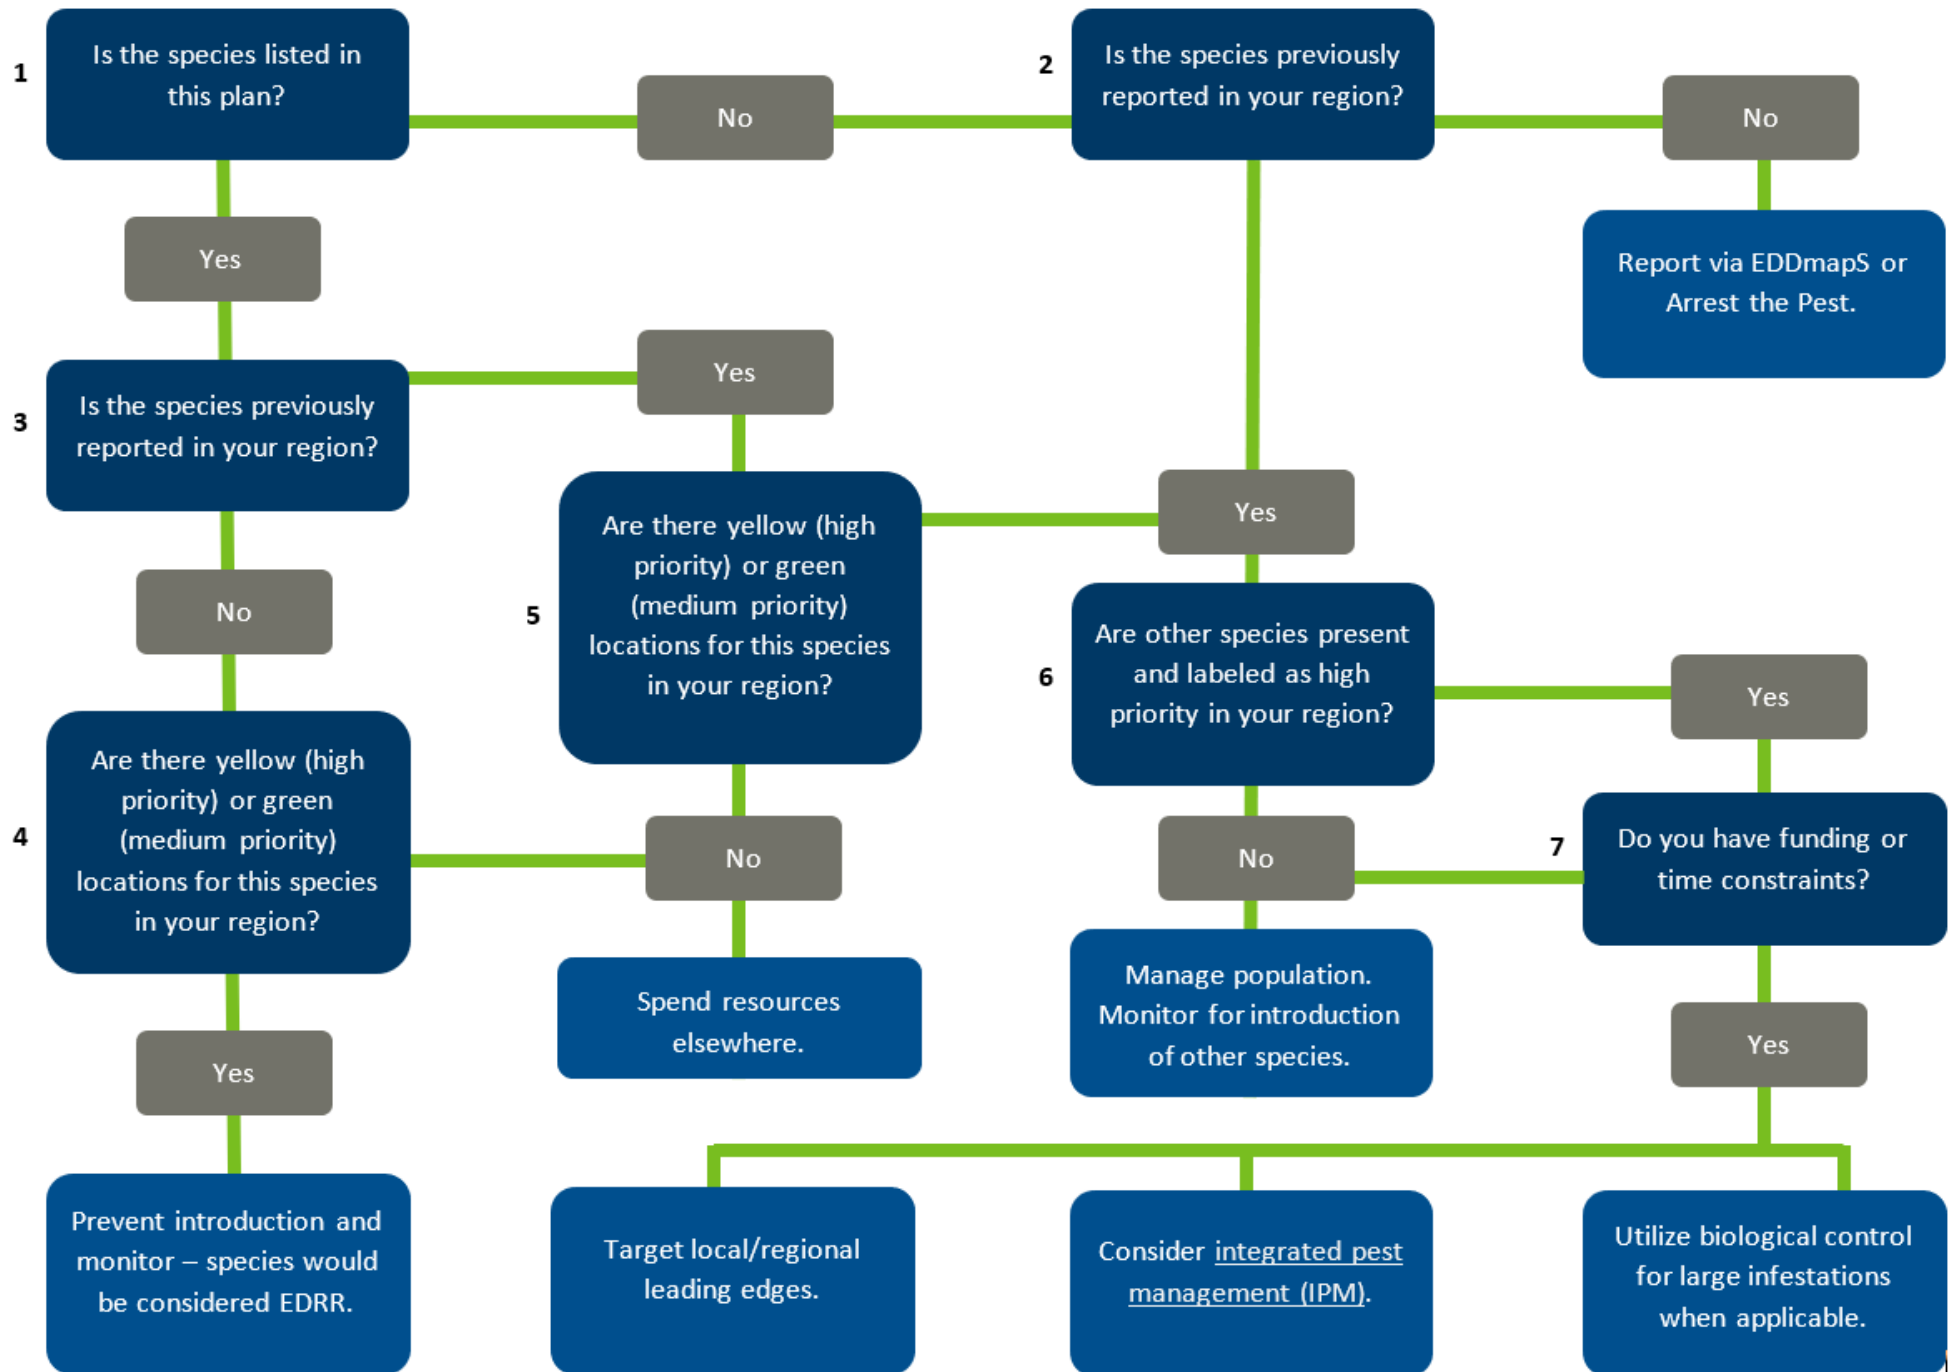 1
Is the species listed in
this plan?
No
2
Is the species previously
reported in your region?
No
Yes
Report via EDDmapS or
Arrest the Pest.
3
Is the species previously
reported in your region?
Yes
No
5
Are there yellow (high
priority) or green
(medium priority)
locations for this species
in your region?
Yes
6
Are other species present
and labeled as high
priority in your region?
Yes
4
Are there yellow (high
priority) or green
(medium priority)
locations for this species
in your region?
No
No
7
Do you have funding or
time constraints?
Spend resources
elsewhere.
Manage population.
Monitor for introduction
of other species.
Yes
Yes
Prevent introduction and
monitor – species would
be considered EDRR.
Target local/regional
leading edges.
Consider integrated pest
management (IPM).
Utilize biological control
for large infestations
when applicable.